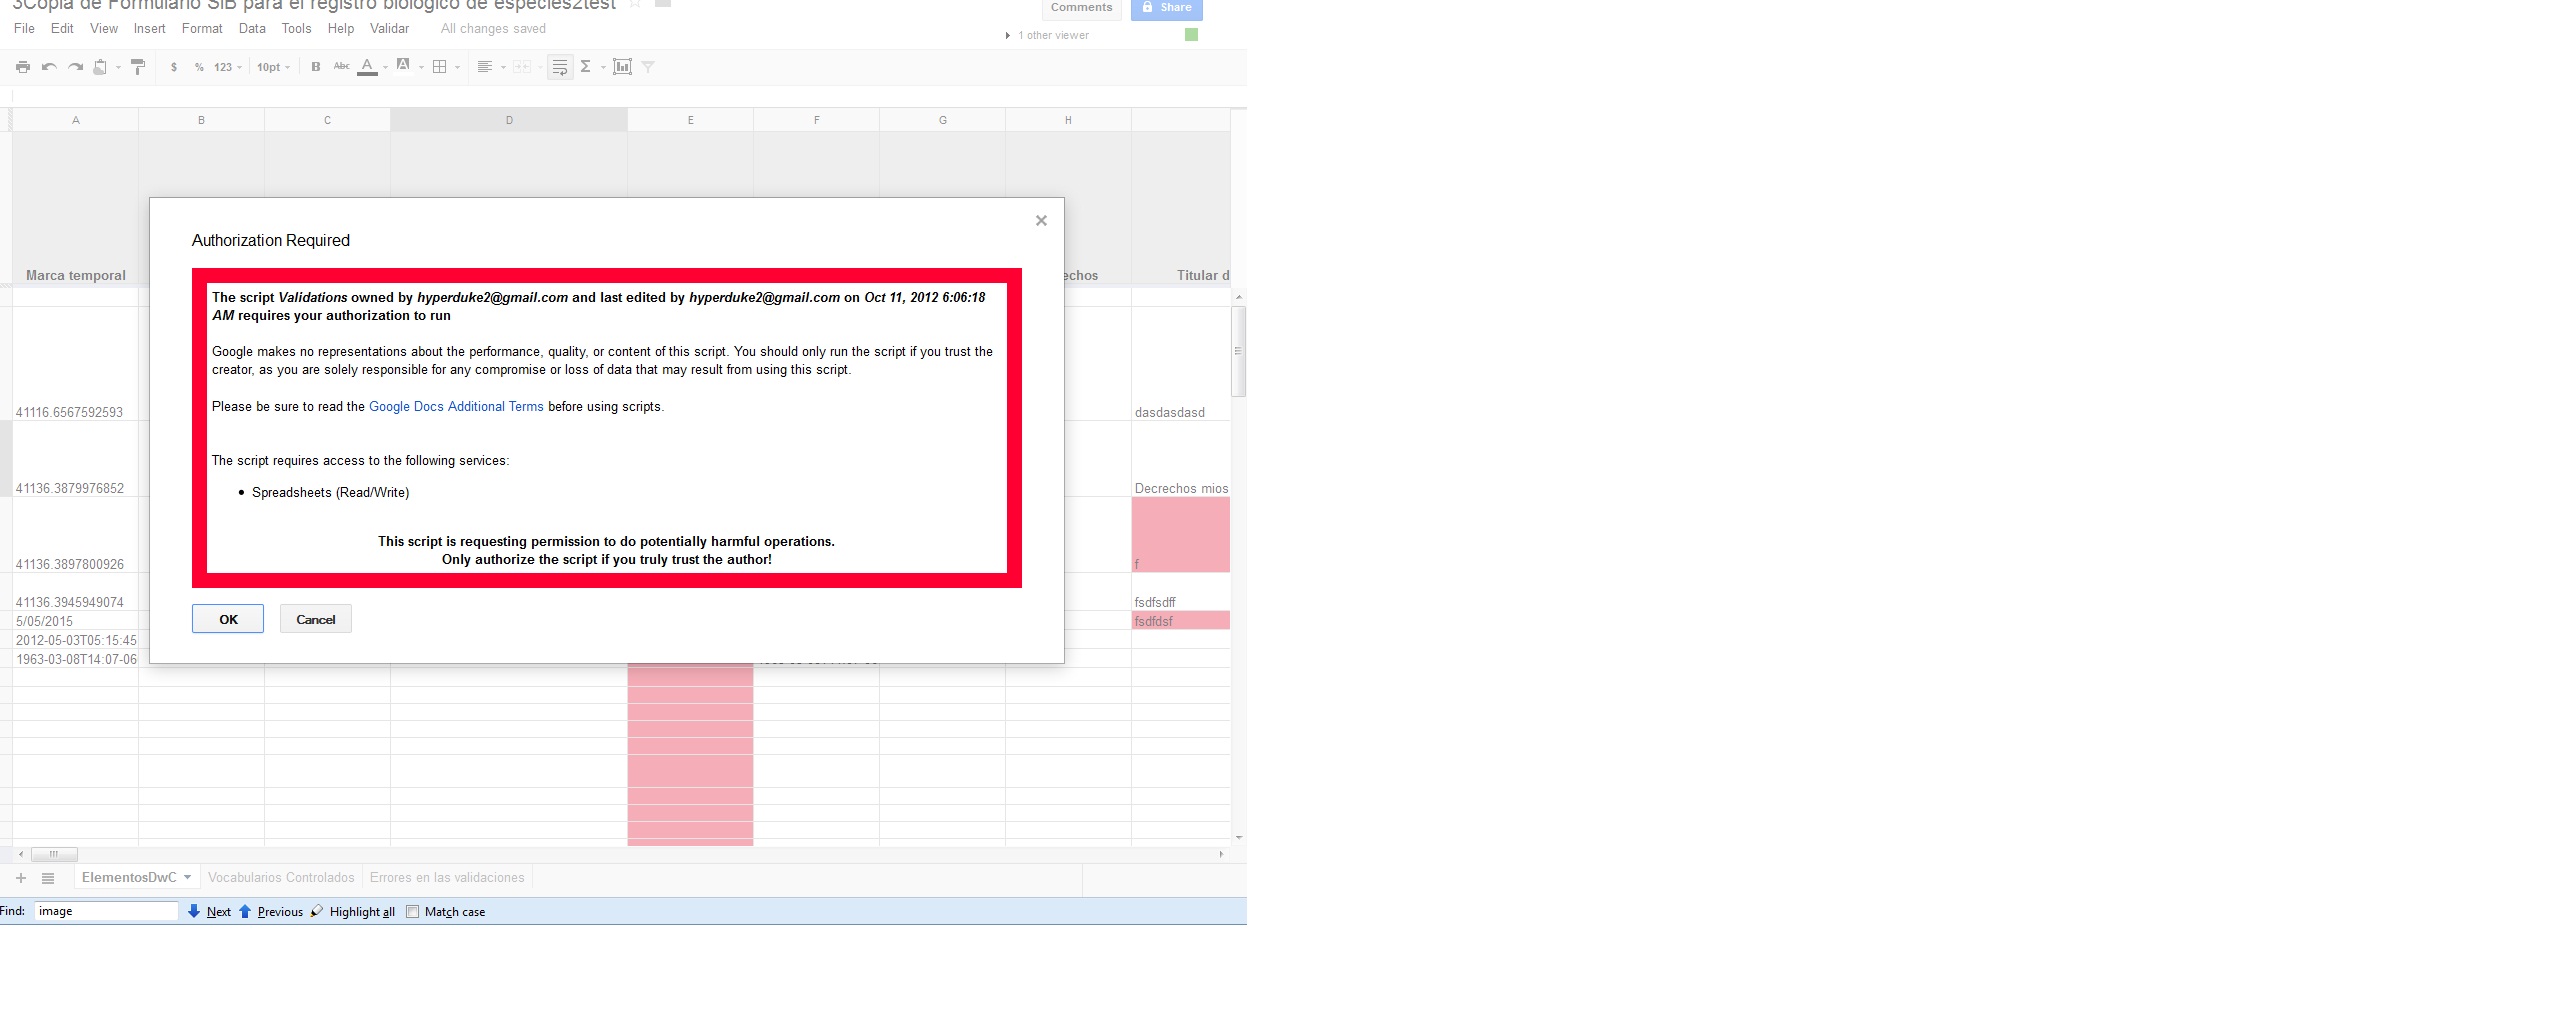 3Copia de Formulario SIB para el registro biológico de especies2test
Comments
Share
File Edit View Insert Format Data Tools Help Validar All changes saved
1 other viewer
$ % 123 10pt B Abc A A Σ
A B C D E F G H
Marca temporal
echos
Titular d
Authorization Required
The script Validations owned by hyperduke2@gmail.com and last edited by hyperduke2@gmail.com on Oct 11, 2012 6:06:18
AM requires your authorization to run
Google makes no representations about the performance, quality, or content of this script. You should only run the script if you trust the
creator, as you are solely responsible for any compromise or loss of data that may result from using this script.
Please be sure to read the Google Docs Additional Terms before using scripts.
The script requires access to the following services:
Spreadsheets (Read/Write)
This script is requesting permission to do potentially harmful operations.
Only authorize the script if you truly trust the author!
OK Cancel
41116.6567592593 dasdasdasd
41136.3879976852 Decrechos mios
41136.3897800926 f
41136.3945949074 fsdfsdff
5/05/2015 fsdfdsf
2012-05-03T05:15:45
1963-03-08T14:07-06
ElementosDwC Vocabularios Controlados Errores en las validaciones
Find: image Next Previous Highlight all Match case